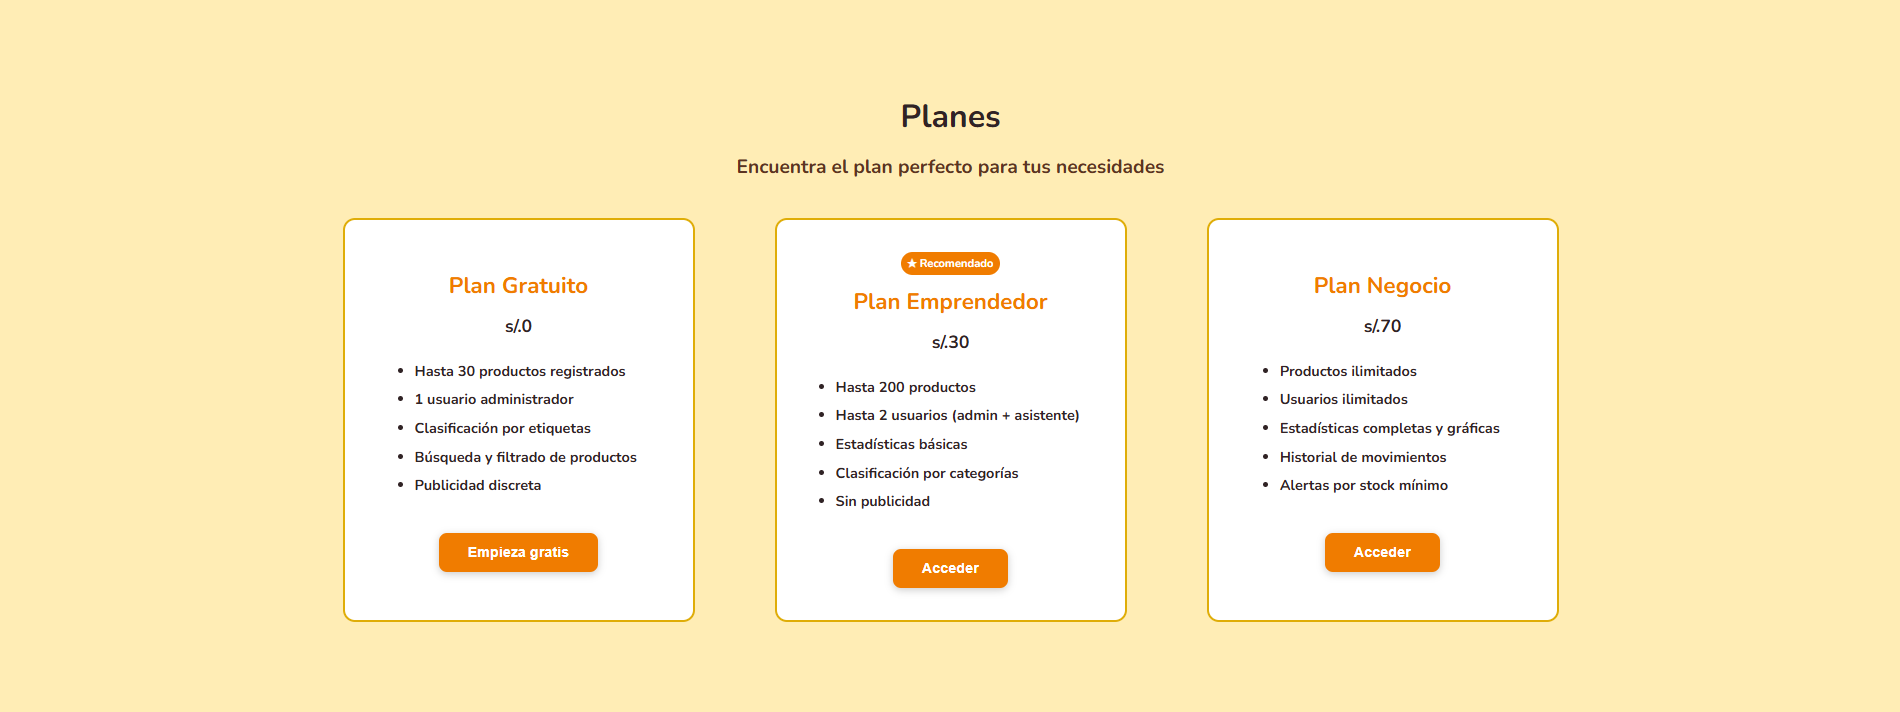 Planes
Encuentra el plan perfecto para tus necesidades
Plan Gratuito
s/.0
Hasta 30 productos registrados
1 usuario administrador
Clasificación por etiquetas
Búsqueda y filtrado de productos
Publicidad discreta
Empieza gratis
★ Recomendado
Plan Emprendedor
s/.30
Hasta 200 productos
Hasta 2 usuarios (admin + asistente)
Estadísticas básicas
Clasificación por categorías
Sin publicidad
Acceder
Plan Negocio
s/.70
Productos ilimitados
Usuarios ilimitados
Estadísticas completas y gráficas
Historial de movimientos
Alertas por stock mínimo
Acceder